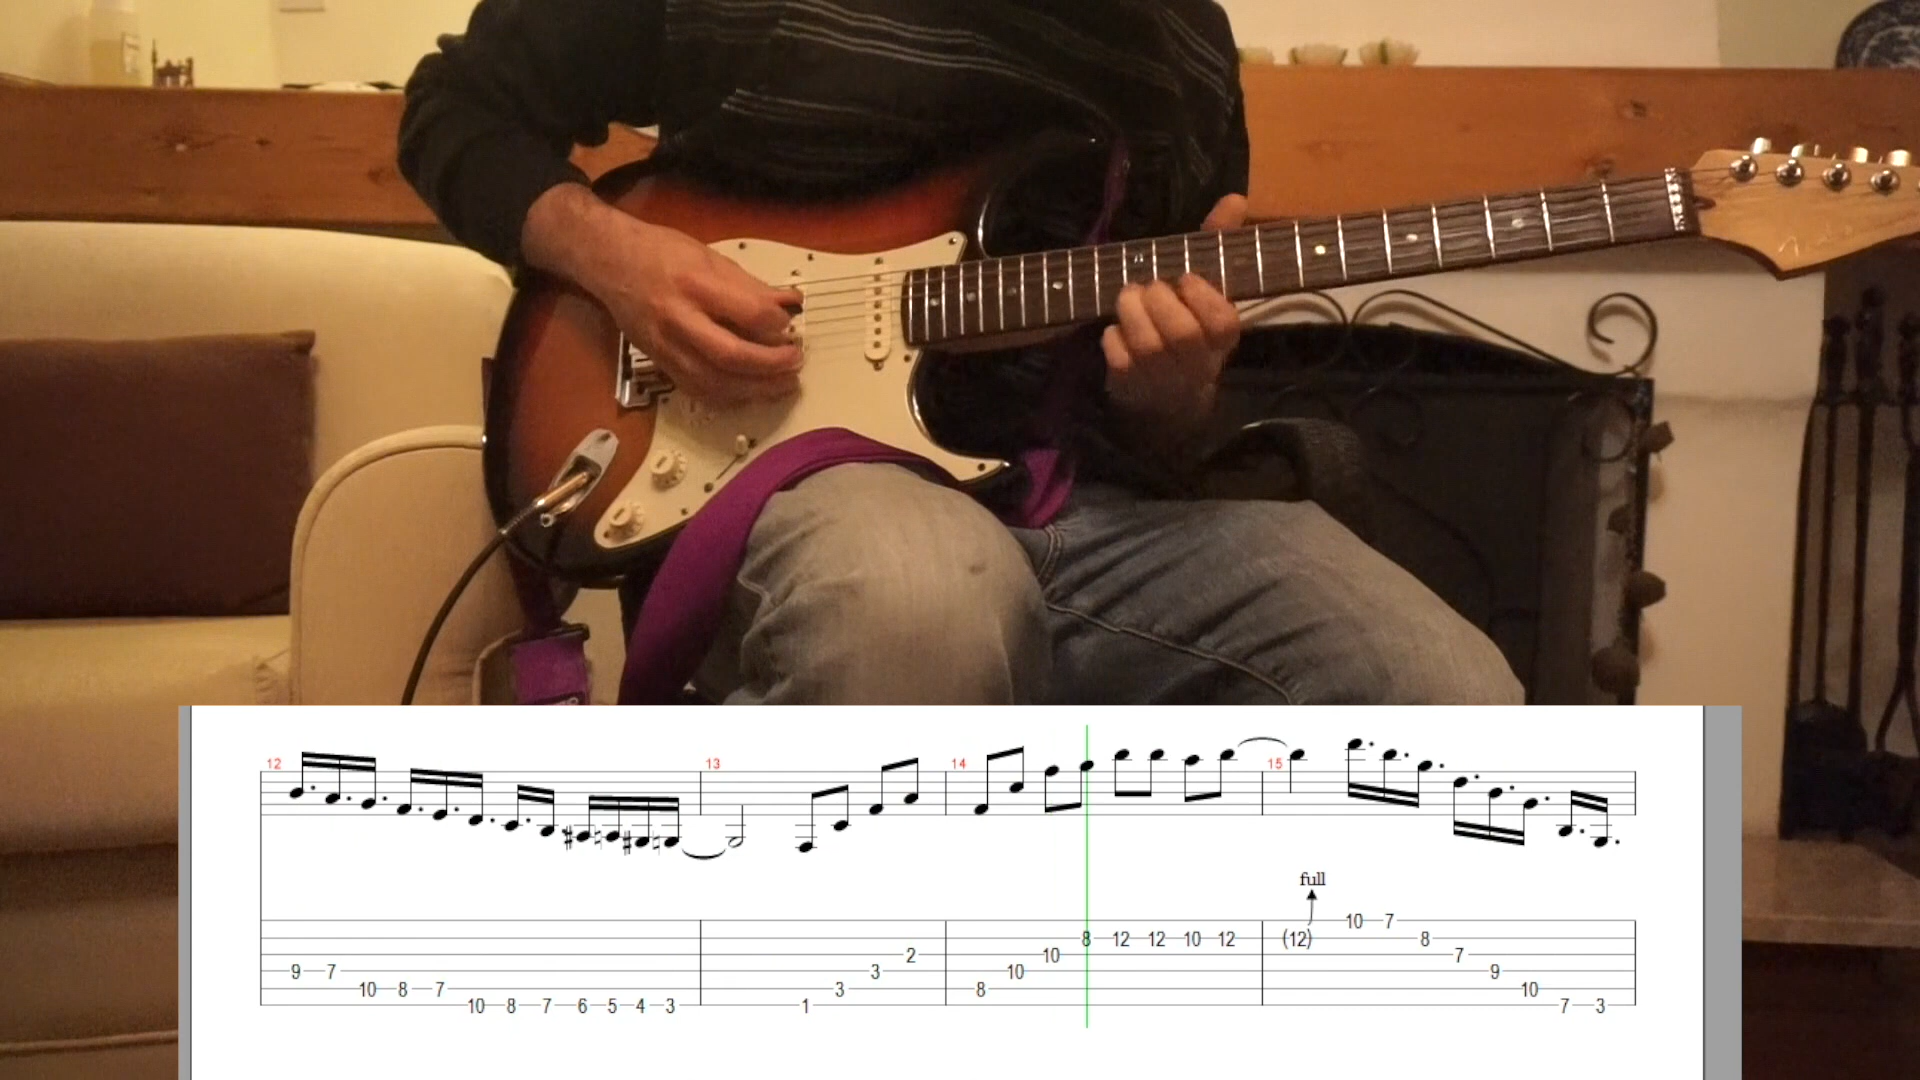 12 13 14 15
full
10 7
8 12 12 10 12 (12) 8
2 10 7
9 7 3 10 9
10 8 7 3 8 10
10 8 7 6 5 4 3 1 7 3